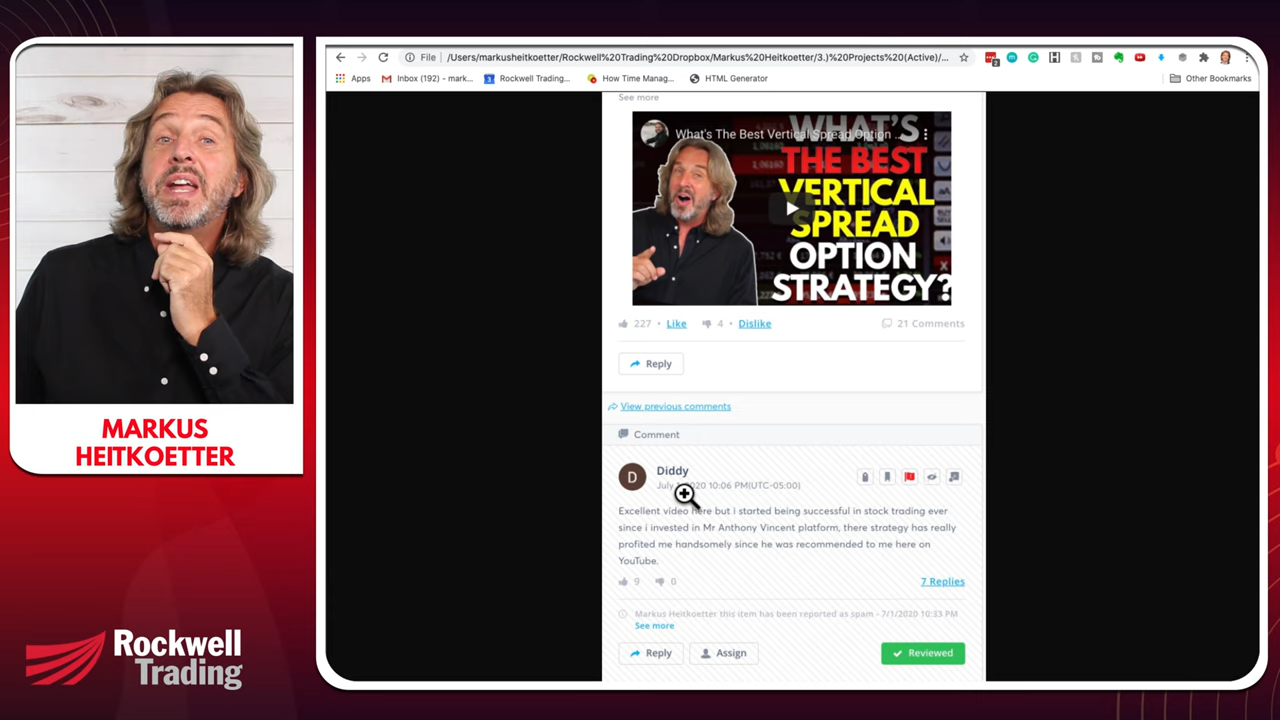 MARKUS
HEITKOETTER
Rockwell
Trading
File
/Users/markusheitkoetter/Rockwell%20Trading%20Dropbox/Markus%20Heitkoetter/3.)%20Projects%20(Active)/...
Apps
Inbox (192) - mark...
Rockwell Trading...
How Time Manag...
HTML Generator
Other Bookmarks
See more
What's The Best Vertical Spread Option ...
WHAT'S
THE BEST
VERTICAL
SPREAD
OPTION
STRATEGY?
227 • Like
4 • Dislike
21 Comments
Reply
View previous comments
Comment
D
Diddy
July 2020 10:06 PM(UTC-05:00)
Excellent video here but i started being successful in stock trading ever
since i invested in Mr Anthony Vincent platform, there strategy has really
profited me handsomely since he was recommended to me here on
YouTube.
9
0
7 Replies
Markus Heitkoetter this item has been reported as spam - 7/1/2020 10:33 PM
See more
Reply
Assign
Reviewed